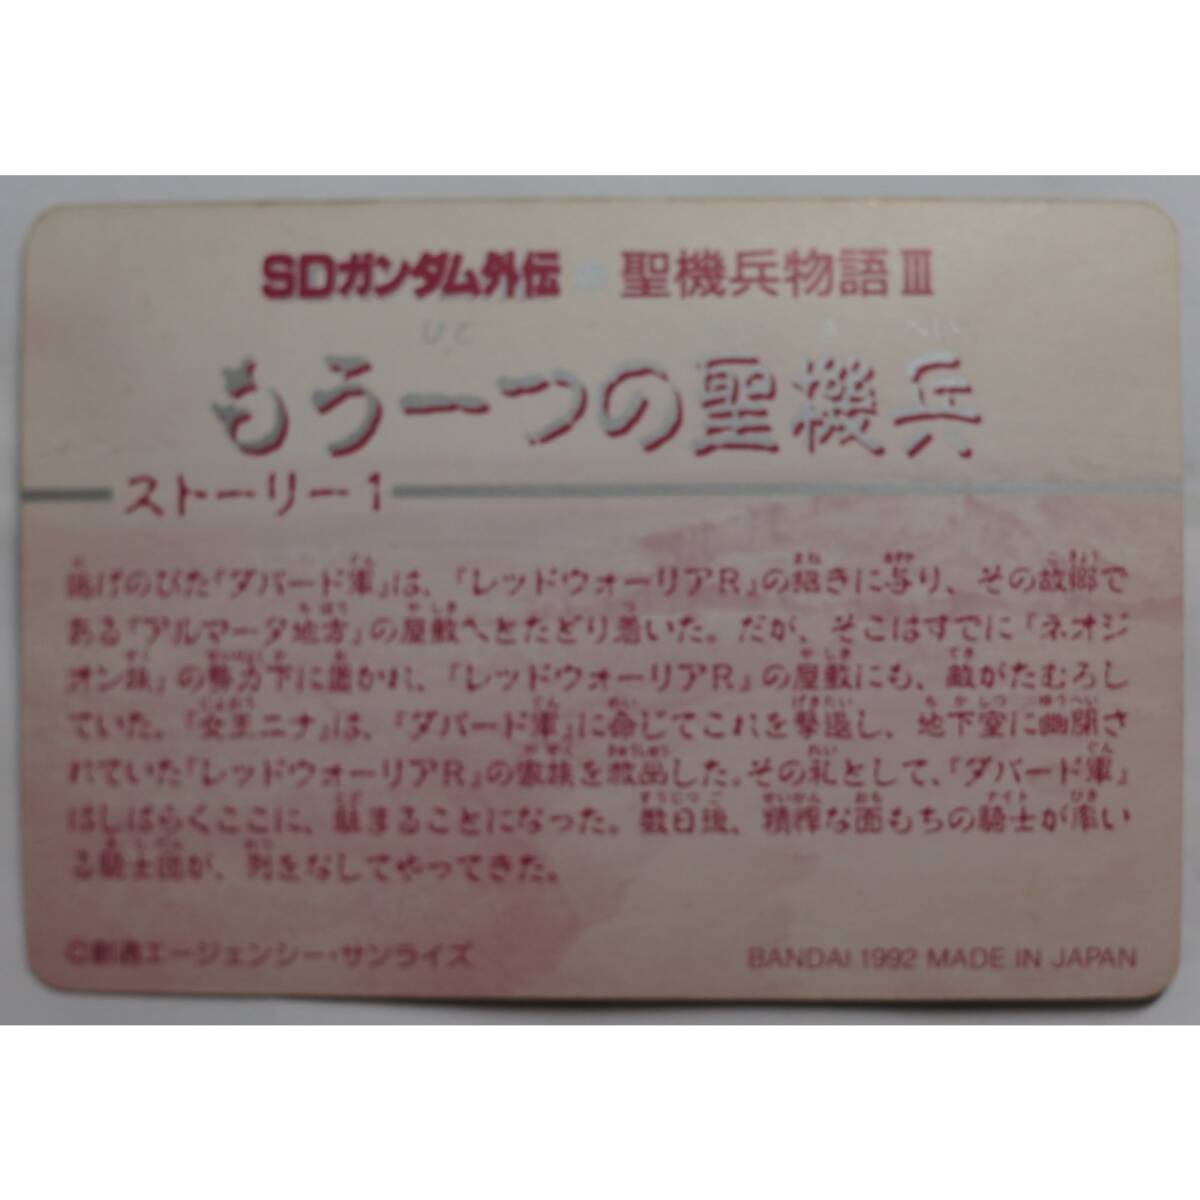 SDガンダム外伝 聖機兵物語Ⅲ
もう一つの聖機兵
ストーリー1
逃げのびた「ダバード軍」は、「レッドウォーリアR」の招きに与り、その故郷で
ある「アルマータ地方」の屋敷へとたどり着いた。だが、そこはすでに「ネオジ
オン族」の勢力下に置かれ、「レッドウォーリアR」の屋敷にも、敵がたむろし
ていた。「女王ニナ」は、「ダバード軍」に命じてこれを撃退し、地下室に幽閉さ
れていた「レッドウォーリアR」の家族を救出した。その礼として、「ダバード軍」
はしばらくここに、駐まることになった。数日後、精悍な面もちの騎士が率い
る騎士団が、列をなしてやってきた。
©創通エージェンシー・サンライズ
BANDAI 1992 MADE IN JAPAN